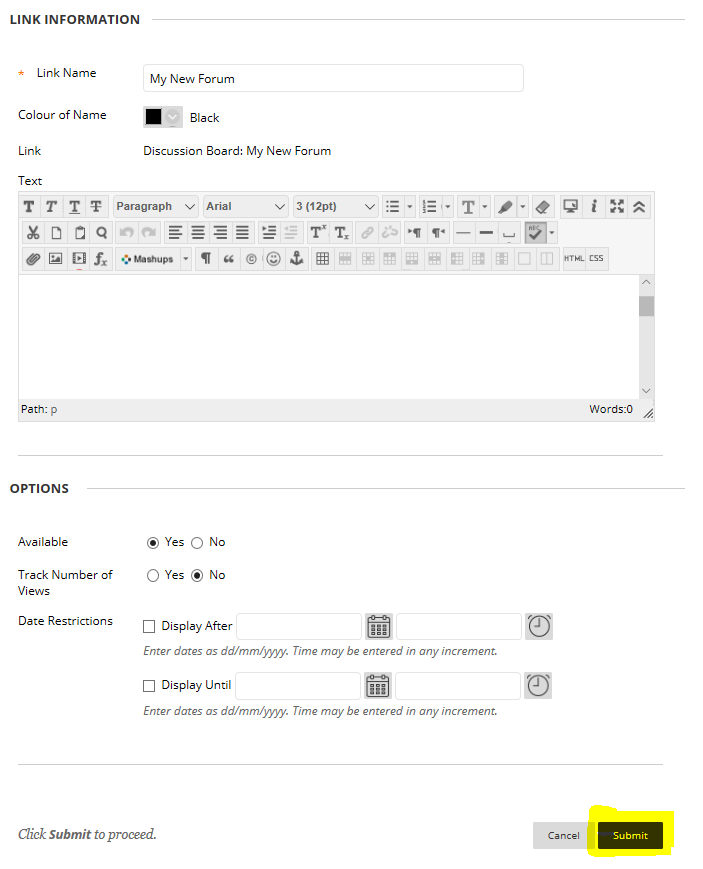 LINK INFORMATION
* Link Name My New Forum
Colour of Name Black
Link Discussion Board: My New Forum
Text
T T T T Paragraph Arial 3 (12pt) T i
Tx Tx ABC
fx Mashups HTML CSS
Path: p Words:0
OPTIONS
Available Yes No
Track Number of
Views Yes No
Date Restrictions Display After
Enter dates as dd/mm/yyyy. Time may be entered in any increment.
Display Until
Enter dates as dd/mm/yyyy. Time may be entered in any increment.
Click Submit to proceed. Cancel Submit